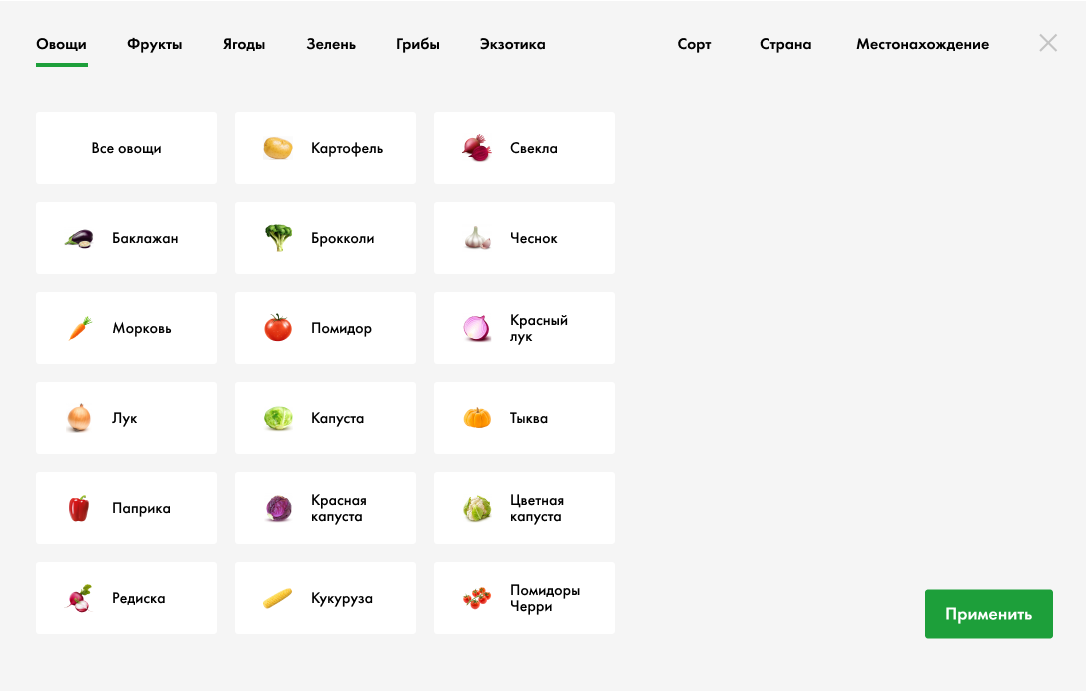 Овощи Фрукты Ягоды Зелень Грибы Экзотика Сорт Страна Местонахождение
Все овощи
Картофель
Свекла
Баклажан
Брокколи
Чеснок
Морковь
Помидор
Красный
лук
Лук
Капуста
Тыква
Паприка
Красная
капуста
Цветная
капуста
Редиска
Кукуруза
Помидоры
Черри
Применить